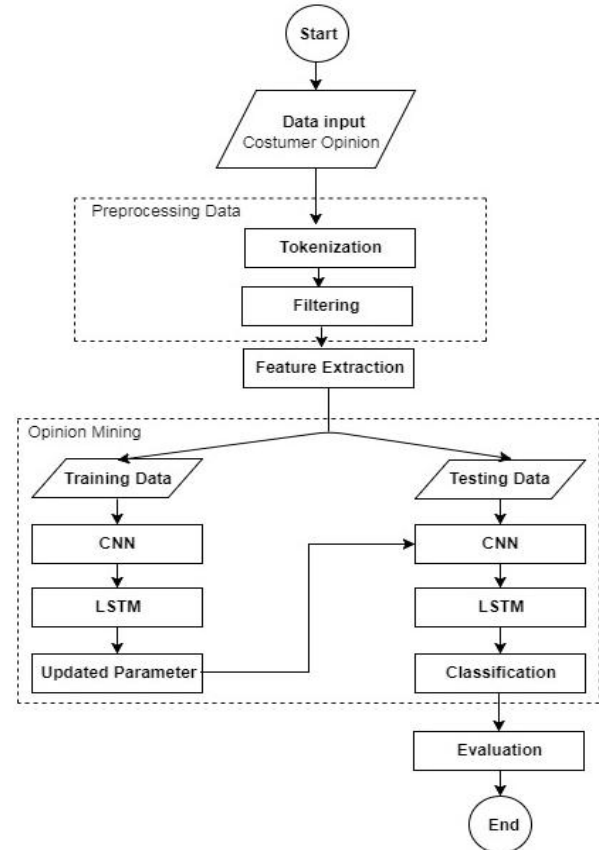 Start
Data input
Costumer Opinion
Preprocessing Data
Tokenization
Filtering
Feature Extraction
Opinion Mining
Training Data
Testing Data
CNN
CNN
LSTM
LSTM
Updated Parameter
Classification
Evaluation
End